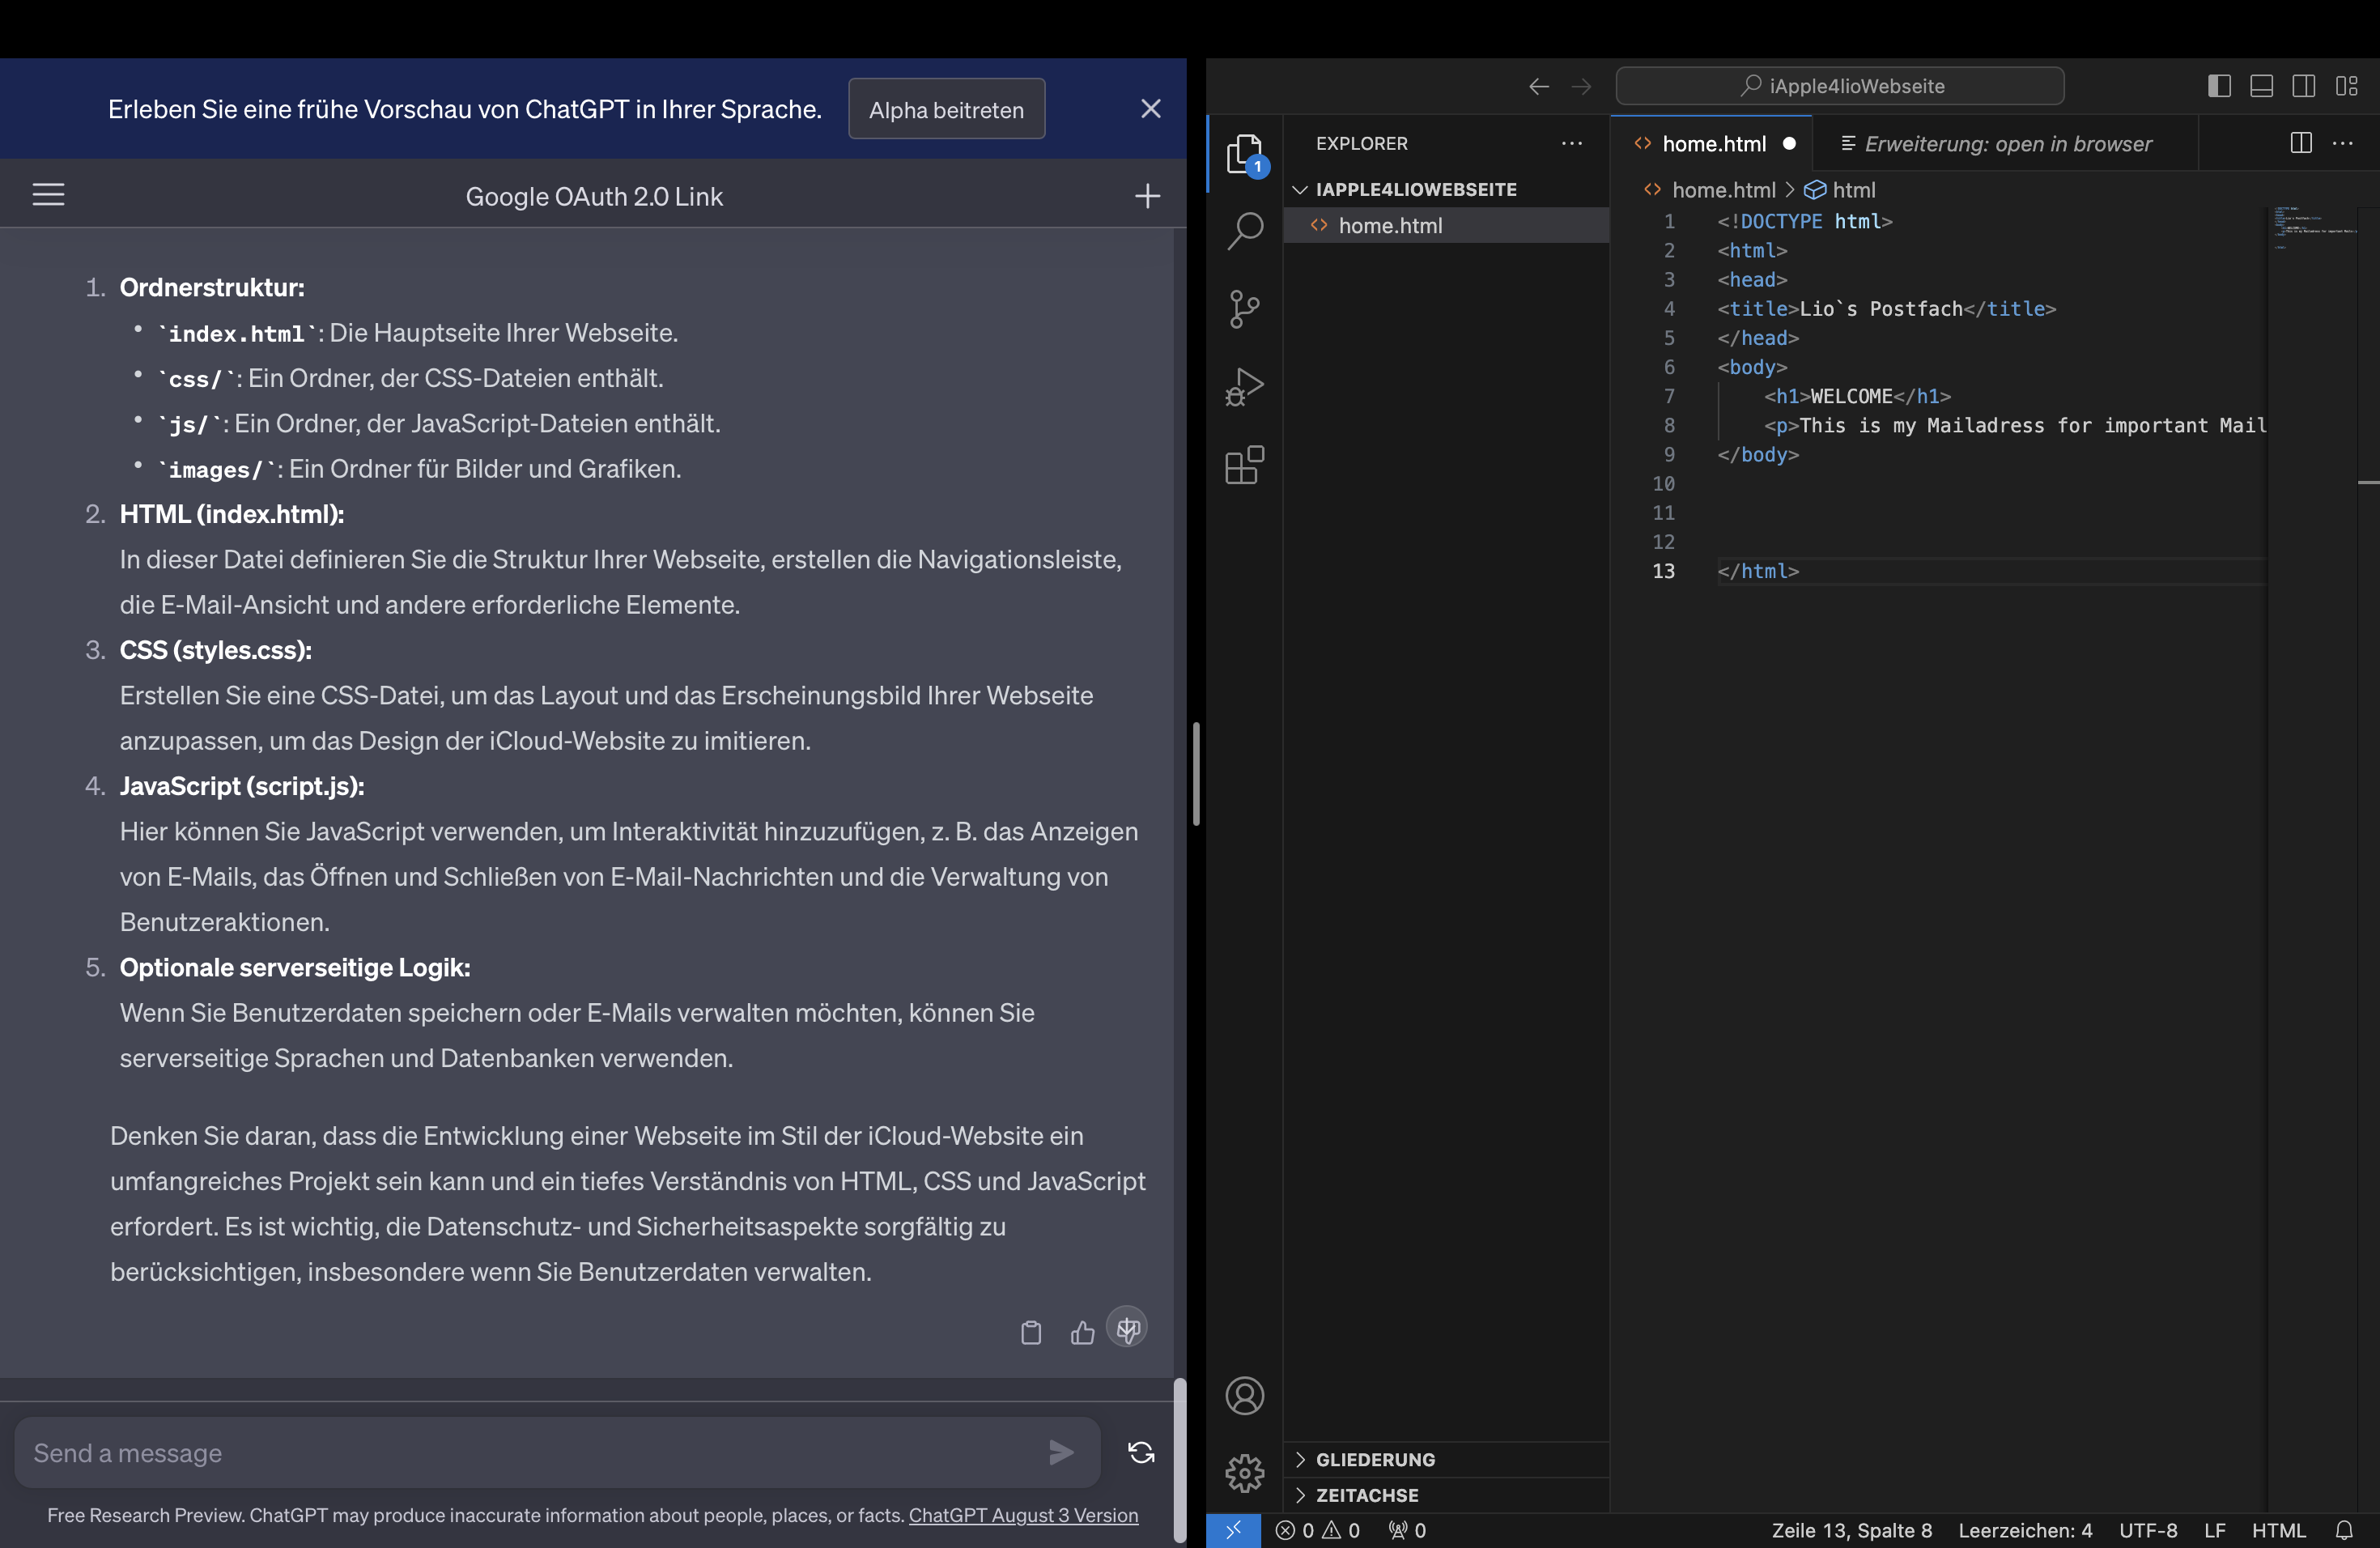 Erleben Sie eine frühe Vorschau von ChatGPT in Ihrer Sprache.
Alpha beitreten
Google OAuth 2.0 Link
1. Ordnerstruktur:
• `index.html`: Die Hauptseite Ihrer Webseite.
• `css/`: Ein Ordner, der CSS-Dateien enthält.
• `js/`: Ein Ordner, der JavaScript-Dateien enthält.
• `images/`: Ein Ordner für Bilder und Grafiken.
2. HTML (index.html):
In dieser Datei definieren Sie die Struktur Ihrer Webseite, erstellen die Navigationsleiste,
die E-Mail-Ansicht und andere erforderliche Elemente.
3. CSS (styles.css):
Erstellen Sie eine CSS-Datei, um das Layout und das Erscheinungsbild Ihrer Webseite
anzupassen, um das Design der iCloud-Website zu imitieren.
4. JavaScript (script.js):
Hier können Sie JavaScript verwenden, um Interaktivität hinzuzufügen, z. B. das Anzeigen
von E-Mails, das Öffnen und Schließen von E-Mail-Nachrichten und die Verwaltung von
Benutzeraktionen.
5. Optionale serverseitige Logik:
Wenn Sie Benutzerdaten speichern oder E-Mails verwalten möchten, können Sie
serverseitige Sprachen und Datenbanken verwenden.
Denken Sie daran, dass die Entwicklung einer Webseite im Stil der iCloud-Website ein
umfangreiches Projekt sein kann und ein tiefes Verständnis von HTML, CSS und JavaScript
erfordert. Es ist wichtig, die Datenschutz- und Sicherheitsaspekte sorgfältig zu
berücksichtigen, insbesondere wenn Sie Benutzerdaten verwalten.
Send a message
Free Research Preview. ChatGPT may produce inaccurate information about people, places, or facts. ChatGPT August 3 Version
iApple4lioWebseite
1
EXPLORER
IAPPLE4LIOWEBSEITE
home.html
GLIEDERUNG
ZEITACHSE
home.html
Erweiterung: open in browser
home.html > html
1 <!DOCTYPE html>
2 <html>
3 <head>
4 <title>Lio`s Postfach</title>
5 </head>
6 <body>
7 <h1>WELCOME</h1>
8 <p>This is my Mailadress for important Mail
9 </body>
10
11
12
13 </html>
0 0 0
Zeile 13, Spalte 8 Leerzeichen: 4 UTF-8 LF HTML